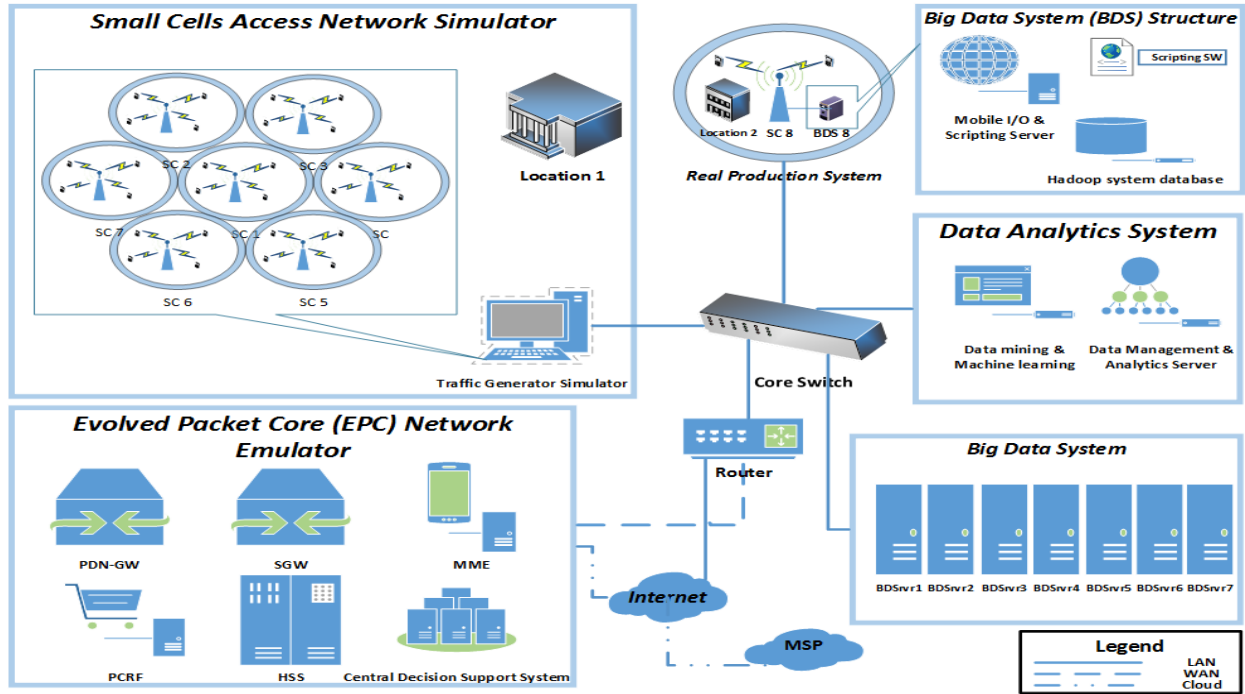 Small Cells Access Network Simulator
SC 2
SC 3
SC 7
SC 1
SC
SC 6
SC 5
Location 1
Traffic Generator Simulator
Location 2
SC 8
BDS 8
Real Production System
Big Data System (BDS) Structure
Scripting SW
Mobile I/O &
Scripting Server
Hadoop system database
Data Analytics System
Data mining &
Machine learning
Data Management &
Analytics Server
Core Switch
Router
Evolved Packet Core (EPC) Network
Emulator
PDN-GW
SGW
MME
PCRF
HSS
Central Decision Support System
Internet
MSP
Big Data System
BDSrvr1
BDSrvr2
BDSrvr3
BDSrvr4
BDSrvr5
BDSrvr6
BDSrvr7
Legend
LAN
WAN
Cloud